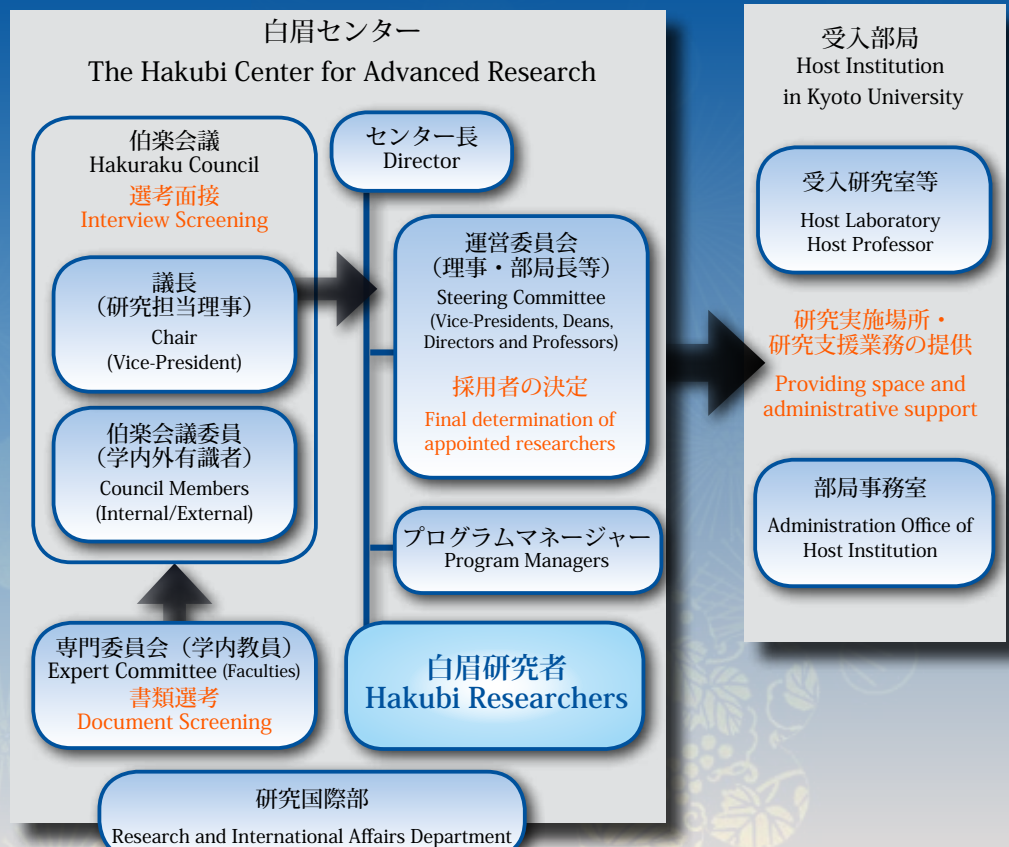 白眉センター
The Hakubi Center for Advanced Research
伯楽会議
Hakuraku Council
選考面接
Interview Screening
議長
（研究担当理事）
Chair
(Vice-President)
伯楽会議委員
（学内外有識者）
Council Members
(Internal/External)
専門委員会（学内教員）
Expert Committee (Faculties)
書類選考
Document Screening
センター長
Director
運営委員会
（理事・部局長等）
Steering Committee
(Vice-Presidents, Deans,
Directors and Professors)
採用者の決定
Final determination of
appointed researchers
プログラムマネージャー
Program Managers
白眉研究者
Hakubi Researchers
研究国際部
Research and International Affairs Department
受入部局
Host Institution
in Kyoto University
受入研究室等
Host Laboratory
Host Professor
研究実施場所・
研究支援業務の提供
Providing space and
administrative support
部局事務室
Administration Office of
Host Institution